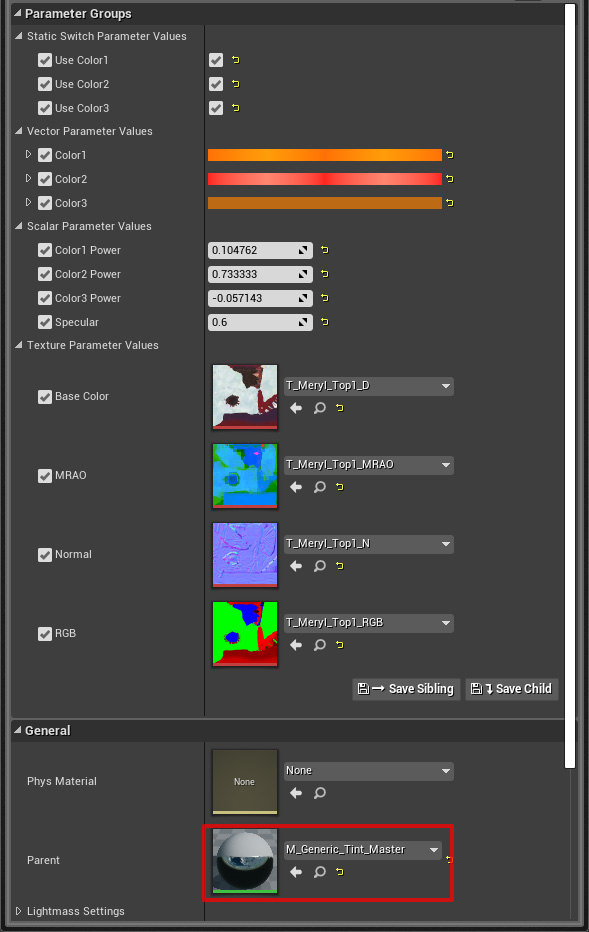 Parameter Groups
Static Switch Parameter Values
Use Color1
Use Color2
Use Color3
Vector Parameter Values
Color1
Color2
Color3
Scalar Parameter Values
Color1 Power 0.104762
Color2 Power 0.733333
Color3 Power -0.057143
Specular 0.6
Texture Parameter Values
Base Color T_Meryl_Top1_D
MRAO T_Meryl_Top1_MRAO
Normal T_Meryl_Top1_N
RGB T_Meryl_Top1_RGB
Save Sibling Save Child
General
Phys Material None None
Parent M_Generic_Tint_Master
Lightmass Settings